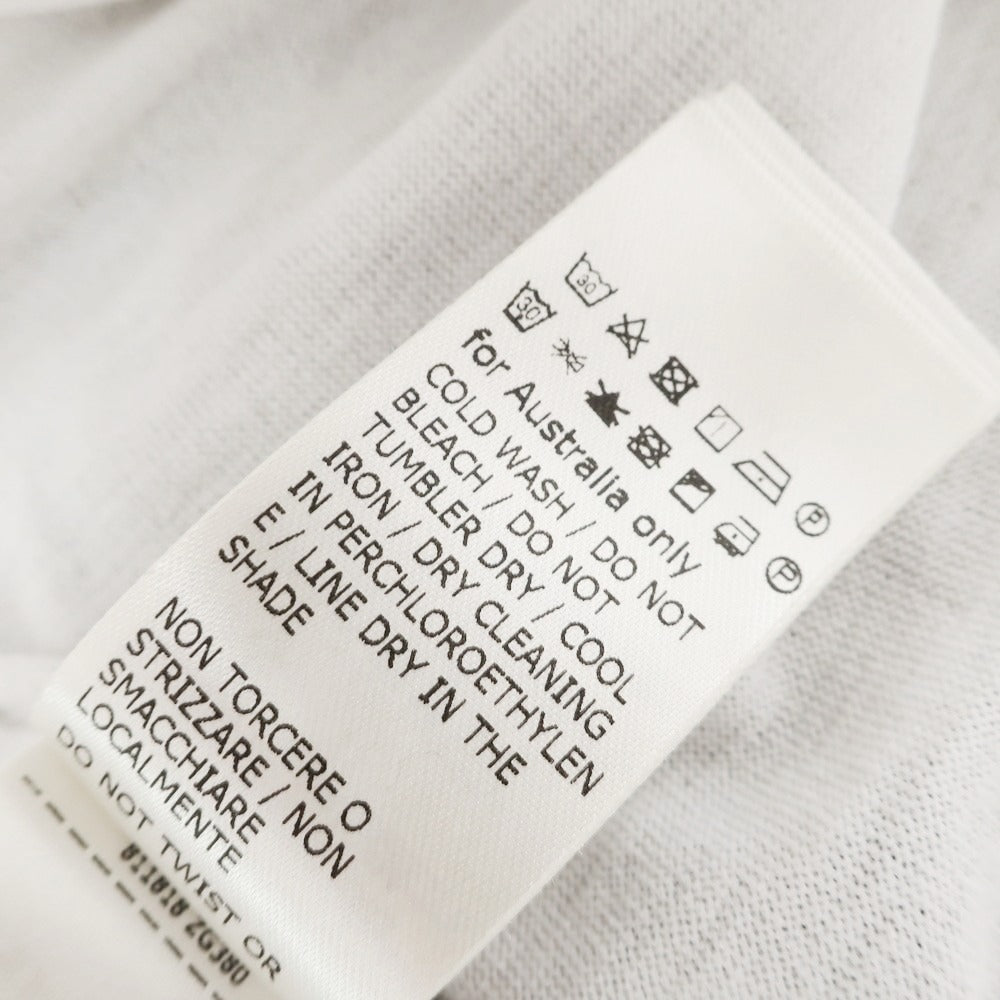 30
30
for Australia only
COLD WASH / DO NOT
BLEACH / DO NOT
TUMBLER DRY / COOL
IRON / DRY CLEANING
IN PERCHLOROETHYLEN
E / LINE DRY IN THE
SHADE
NON TORCERE O
STRIZZARE / NON
SMACCHIARE
LOCALMENTE
DO NOT TWIST OR